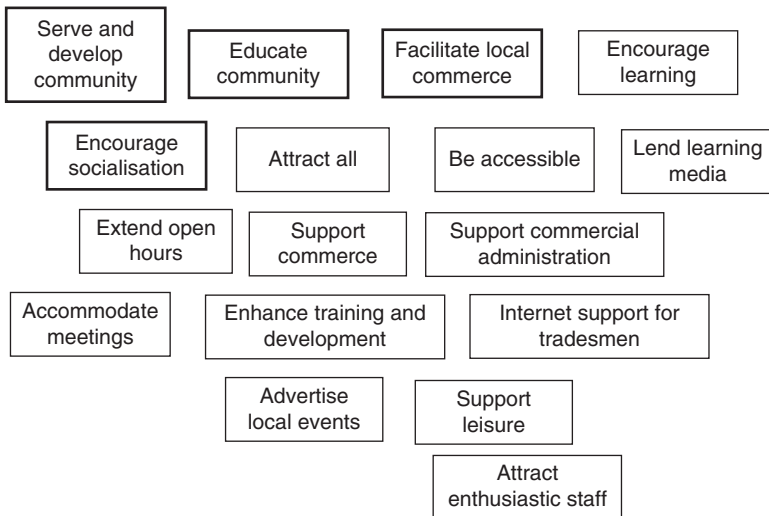 Serve and
develop
community
Educate
community
Facilitate local
commerce
Encourage
learning
Encourage
socialisation
Attract all
Be accessible
Lend learning
media
Extend open
hours
Support
commerce
Support commercial
administration
Accommodate
meetings
Enhance training and
development
Internet support for
tradesmen
Advertise
local events
Support
leisure
Attract
enthusiastic staff